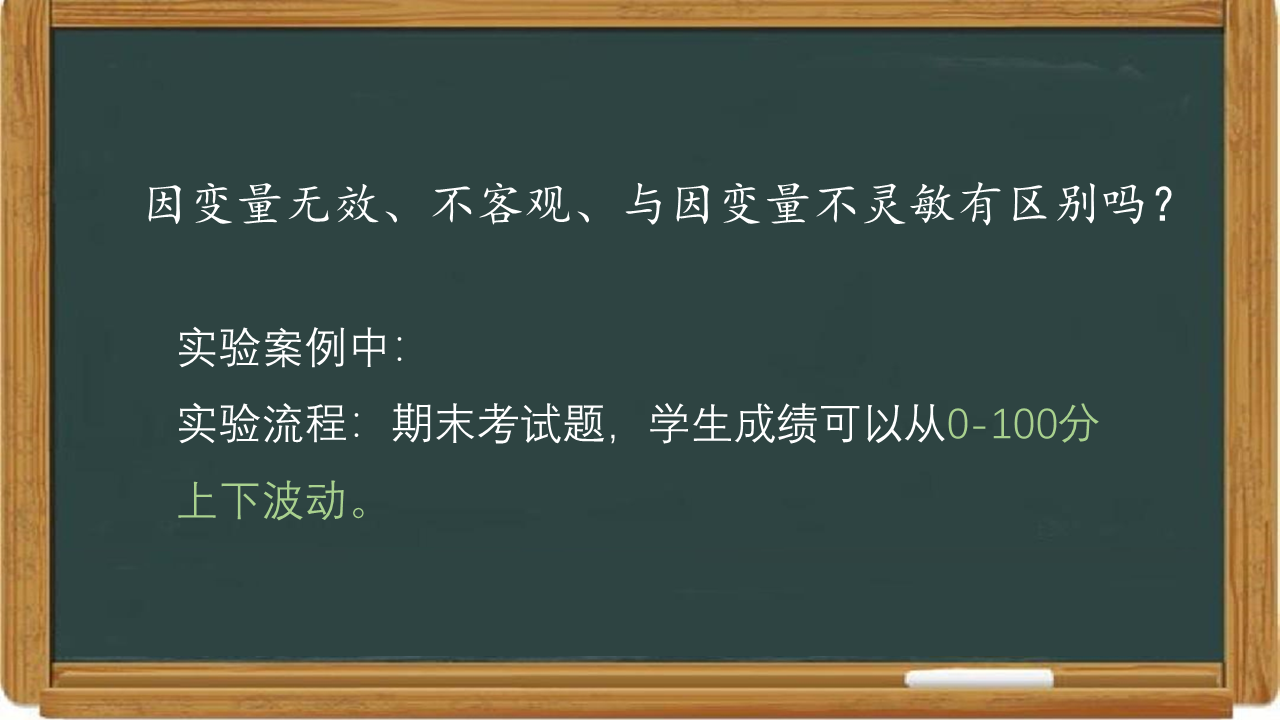 因变量无效、不客观、与因变量不灵敏有区别吗？
实验案例中：
实验流程：期末考试题，学生成绩可以从0-100分
上下波动。